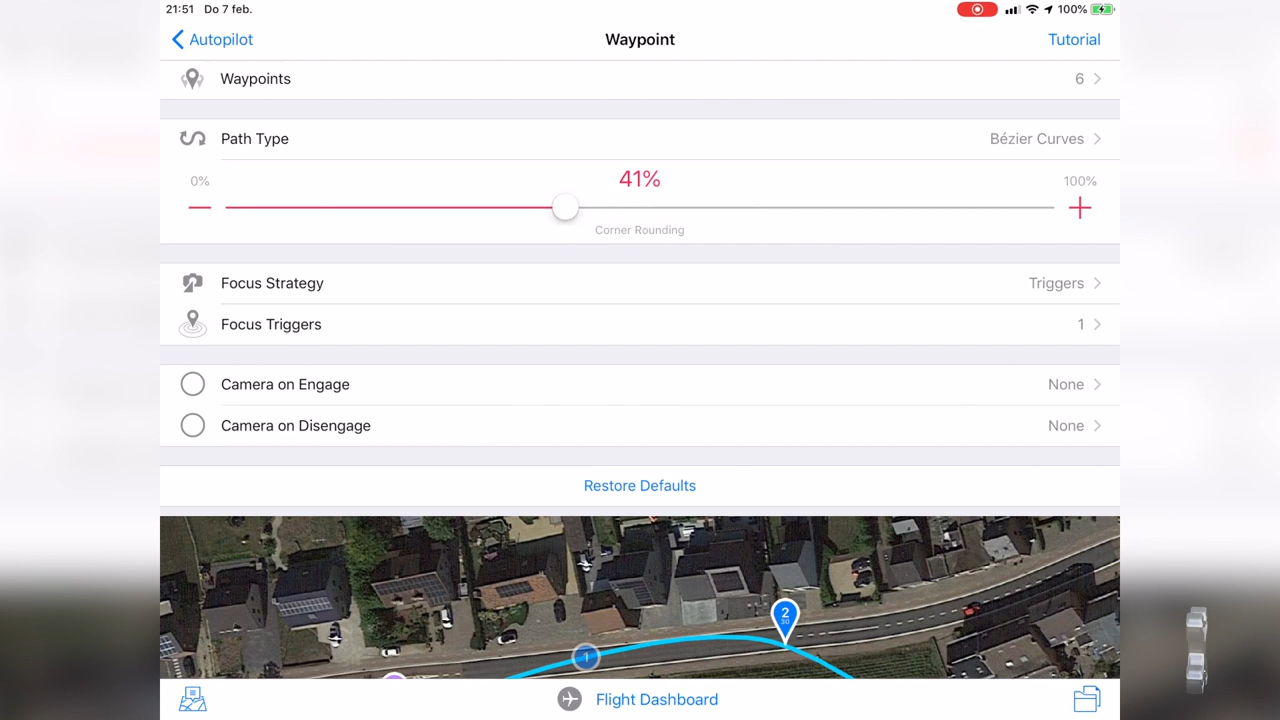 21:51 Do 7 feb. 100%
Autopilot Waypoint Tutorial
Waypoints 6
Path Type Bézier Curves
0% 41% 100%
Corner Rounding
Focus Strategy Triggers
Focus Triggers 1
Camera on Engage None
Camera on Disengage None
Restore Defaults
2
30
1
Flight Dashboard